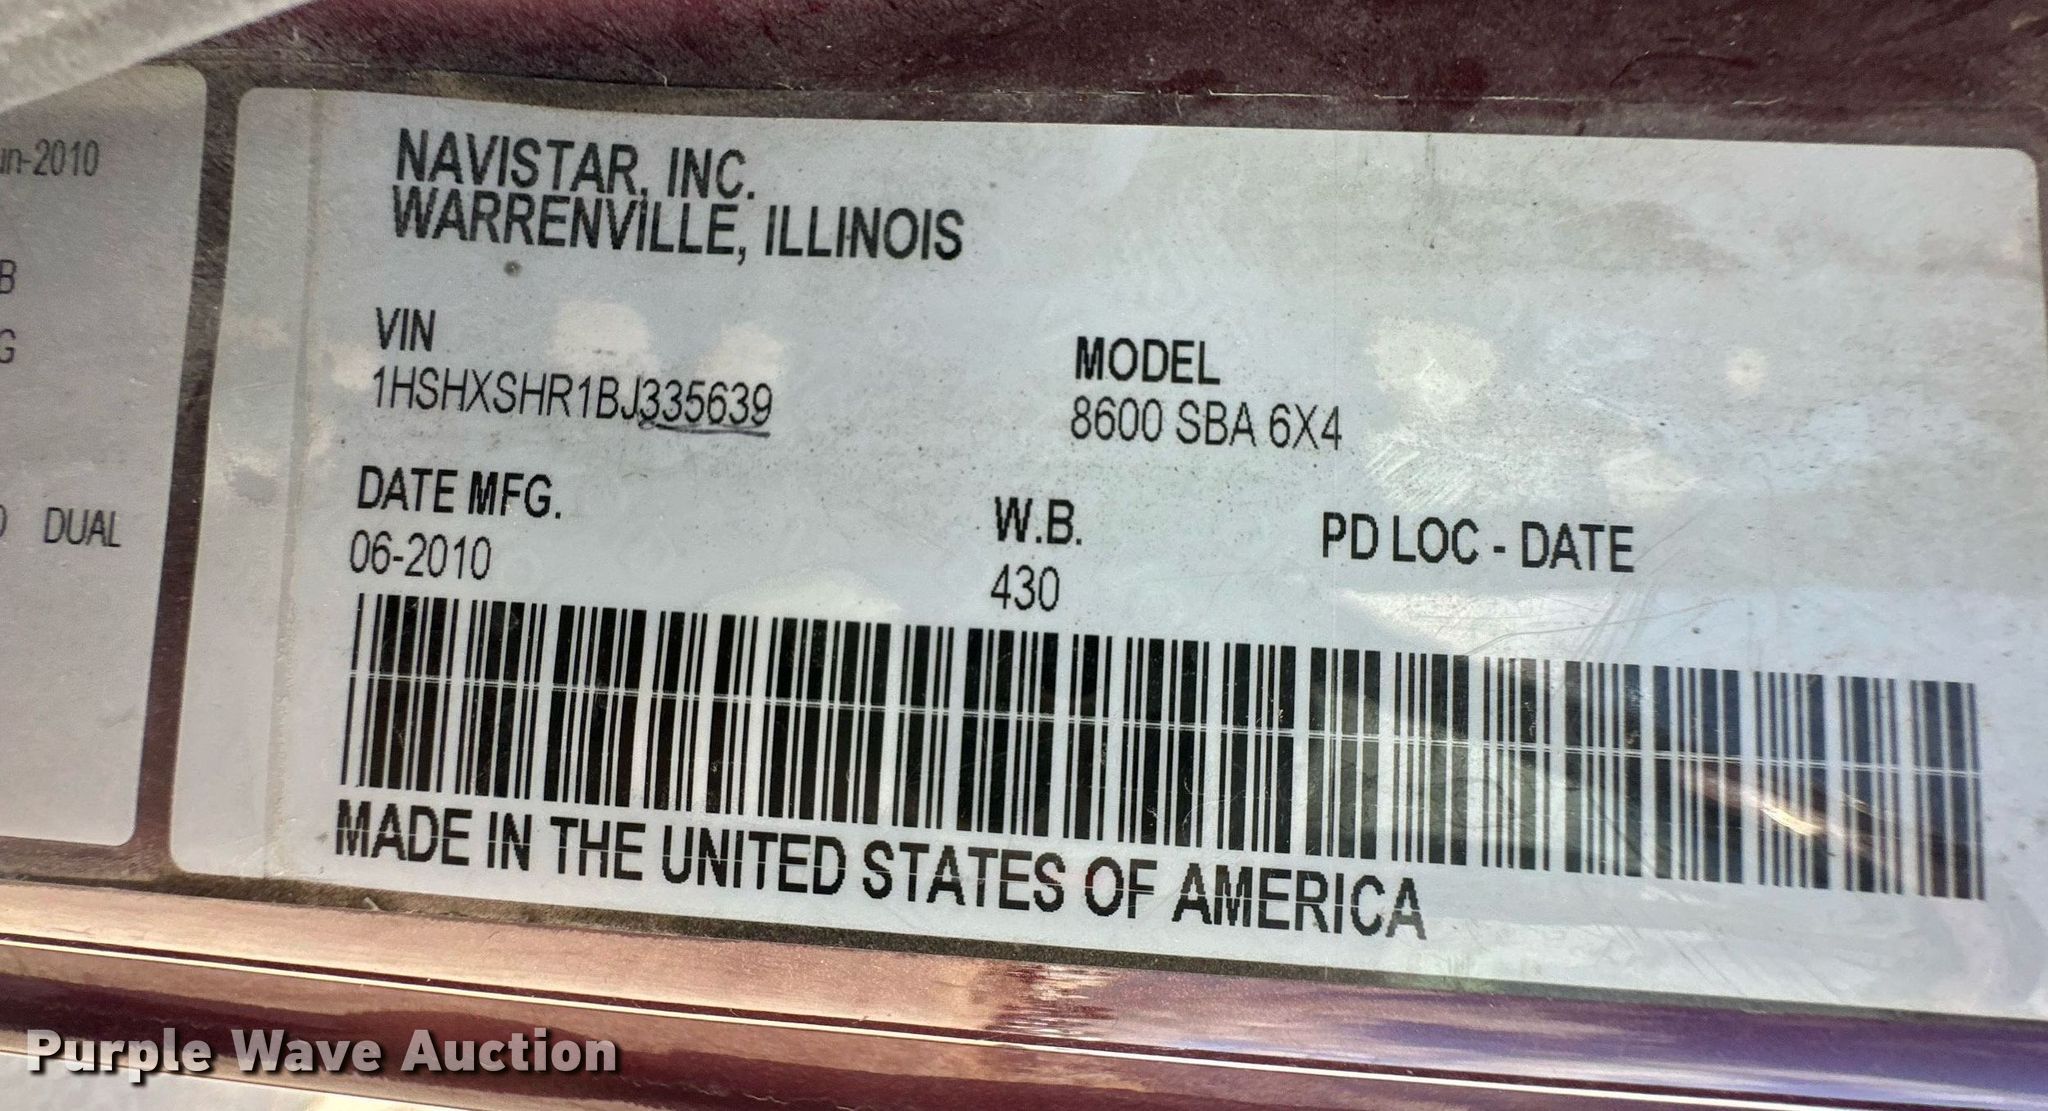 un-2010
B
G
DUAL
NAVISTAR, INC.
WARRENVILLE, ILLINOIS
VIN
1HSHXSHR1BJ335639
MODEL
8600 SBA 6X4
DATE MFG.
06-2010
W.B.
430
PD LOC - DATE
MADE IN THE UNITED STATES OF AMERICA
Purple Wave Auction